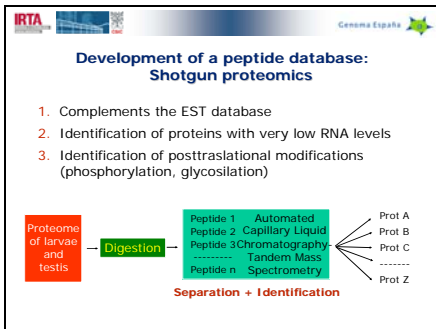 IRTA
Genoma España
Development of a peptide database:
Shotgun proteomics
1. Complements the EST database
2. Identification of proteins with very low RNA levels
3. Identification of posttraslational modifications
(phosphorylation, glycosilation)
Proteome
of larvae
and
testis
Digestion
Peptide 1
Peptide 2
Peptide 3
---------
Peptide n
Automated
Capillary Liquid
Chromatography-
Tandem Mass
Spectrometry
Prot A
Prot B
Prot C
-------
Prot Z
Separation + Identification